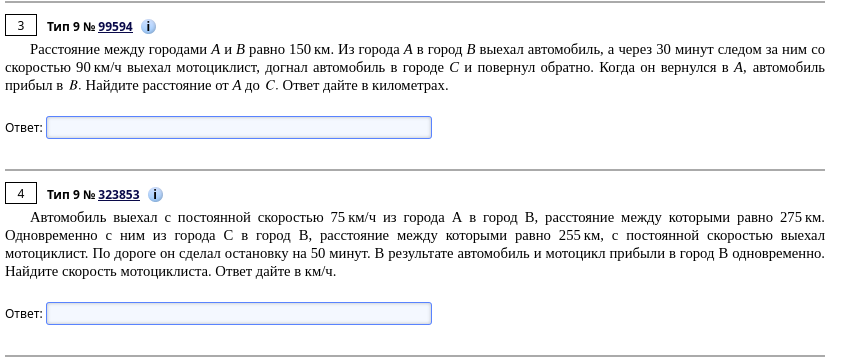 3 Тип 9 № 99594 i
Расстояние между городами A и B равно 150 км. Из города A в город B выехал автомобиль, а через 30 минут следом за ним со
скоростью 90 км/ч выехал мотоциклист, догнал автомобиль в городе C и повернул обратно. Когда он вернулся в A, автомобиль
прибыл в B. Найдите расстояние от A до C. Ответ дайте в километрах.
Ответ:
4 Тип 9 № 323853 i
Автомобиль выехал с постоянной скоростью 75 км/ч из города А в город В, расстояние между которыми равно 275 км.
Одновременно с ним из города С в город В, расстояние между которыми равно 255 км, с постоянной скоростью выехал
мотоциклист. По дороге он сделал остановку на 50 минут. В результате автомобиль и мотоцикл прибыли в город В одновременно.
Найдите скорость мотоциклиста. Ответ дайте в км/ч.
Ответ: